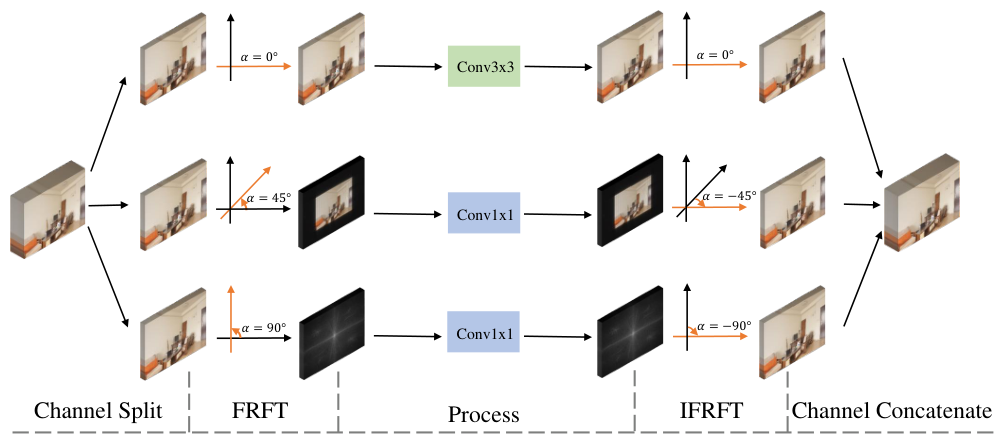 α = 0°
Conv3x3
α = 0°
α = 45°
Conv1x1
α = −45°
α = 90°
Conv1x1
α = −90°
Channel Split
FRFT
Process
IFRFT
Channel Concatenate